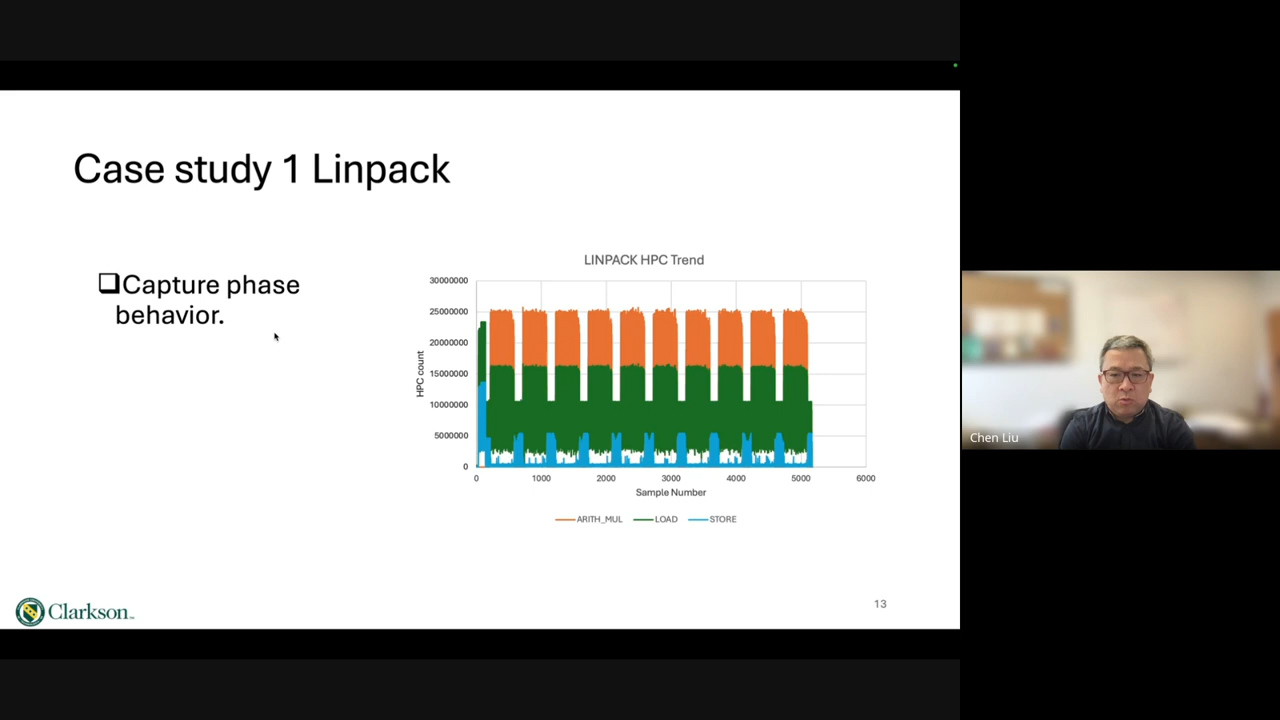 Case study 1 Linpack
❑Capture phase
behavior.
LINPACK HPC Trend
30000000
25000000
20000000
15000000
10000000
5000000
0
HPC count
0 1000 2000 3000 4000 5000 6000
Sample Number
ARITH_MUL LOAD STORE
Clarkson
13
Chen Liu